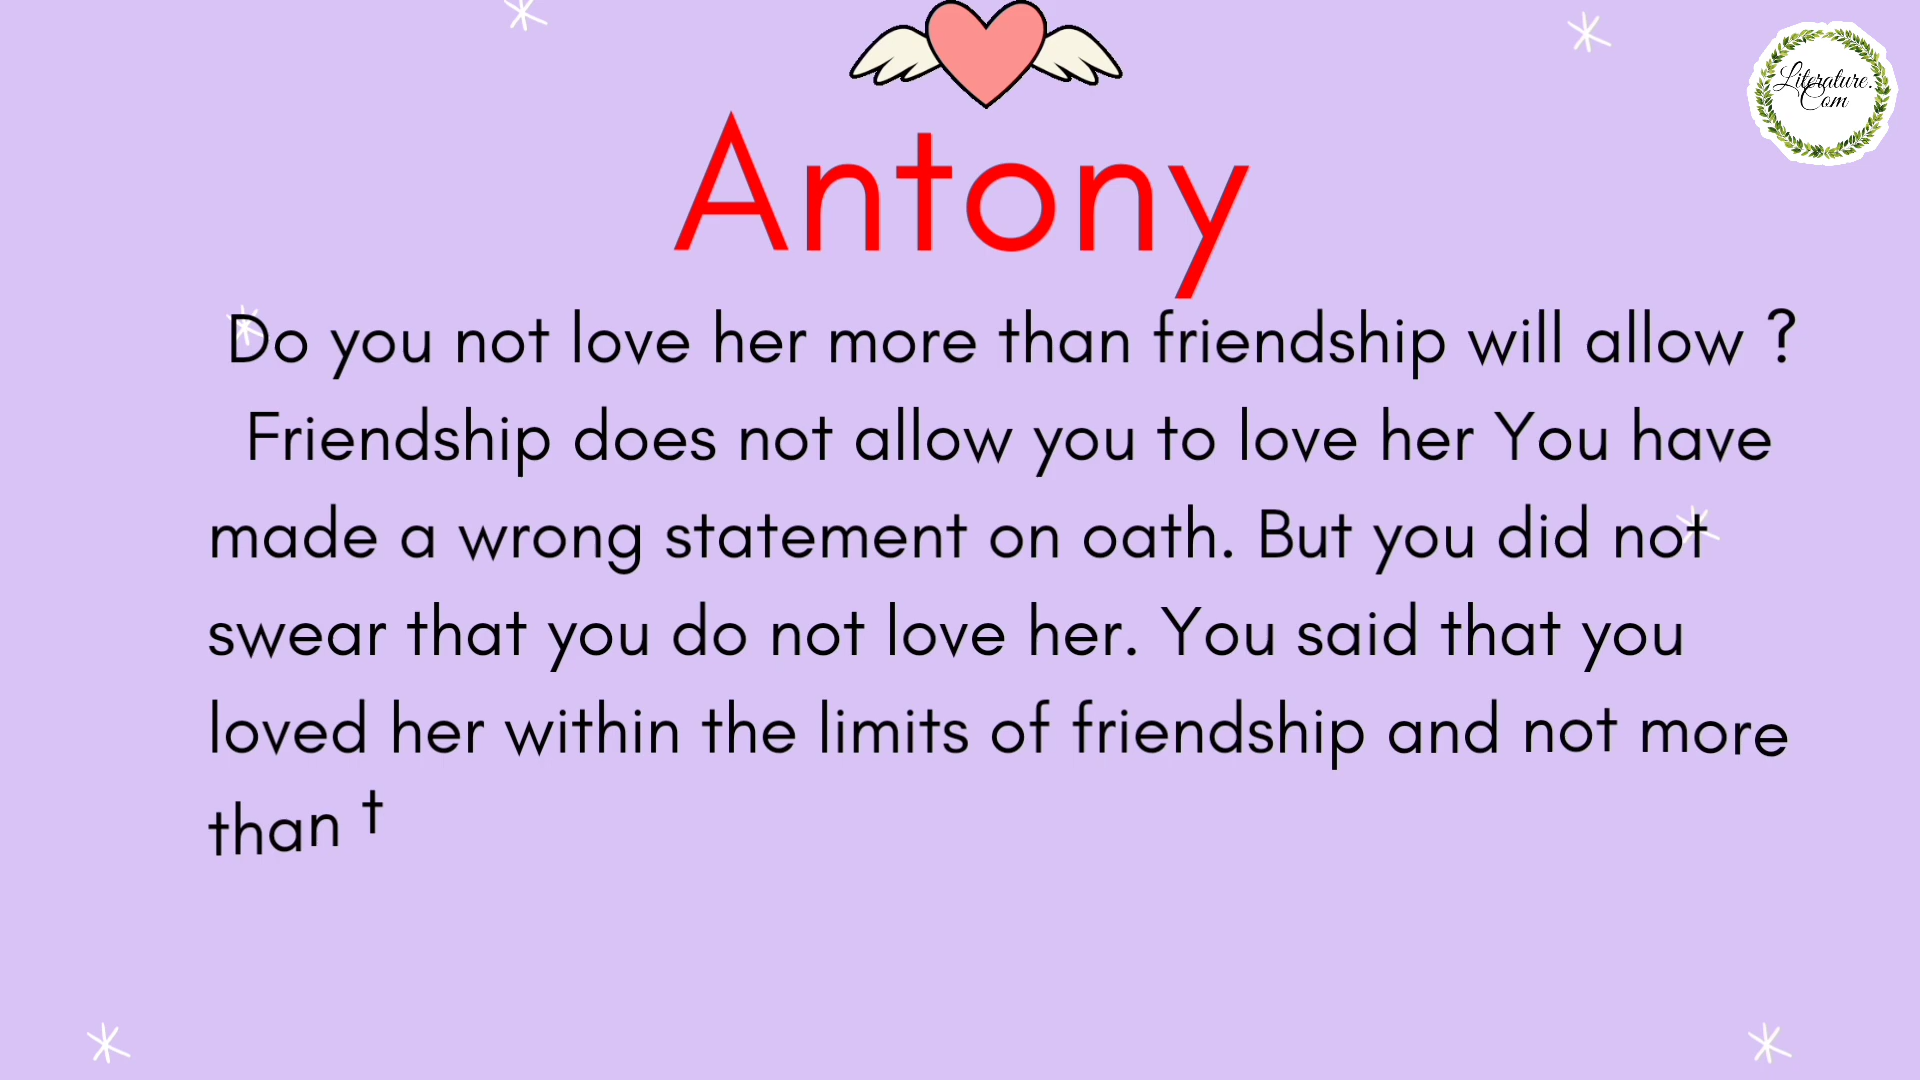 Literature.
Com
Antony
Do you not love her more than friendship will allow ?
Friendship does not allow you to love her You have
made a wrong statement on oath. But you did not
swear that you do not love her. You said that you
loved her within the limits of friendship and not more
than t